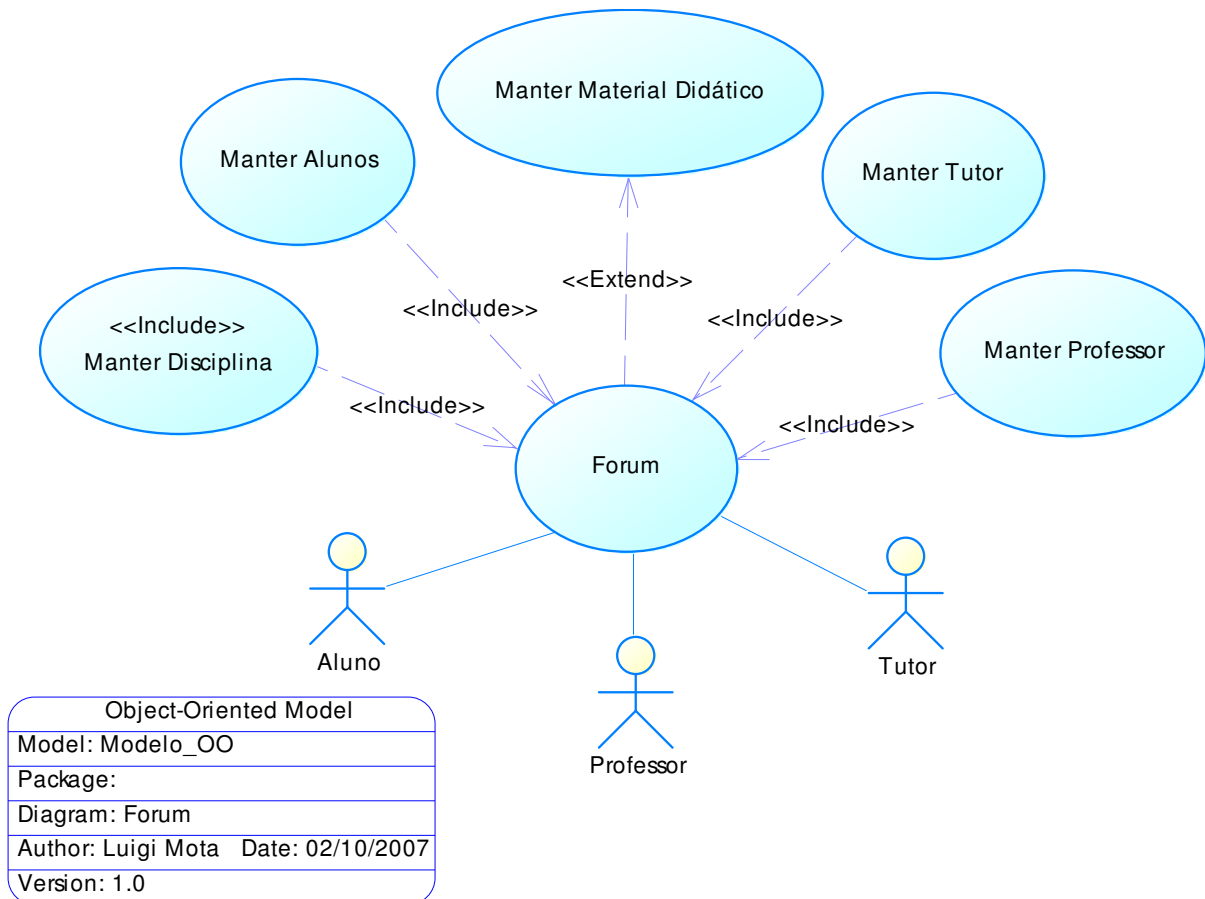 Manter Material Didático
Manter Alunos
Manter Tutor
<<Extend>>
<<Include>>
<<Include>>
<<Include>>
Manter Disciplina
Manter Professor
<<Include>>
<<Include>>
Forum
Aluno
Tutor
Professor
Object-Oriented Model
Model: Modelo_OO
Package:
Diagram: Forum
Author: Luigi Mota Date: 02/10/2007
Version: 1.0